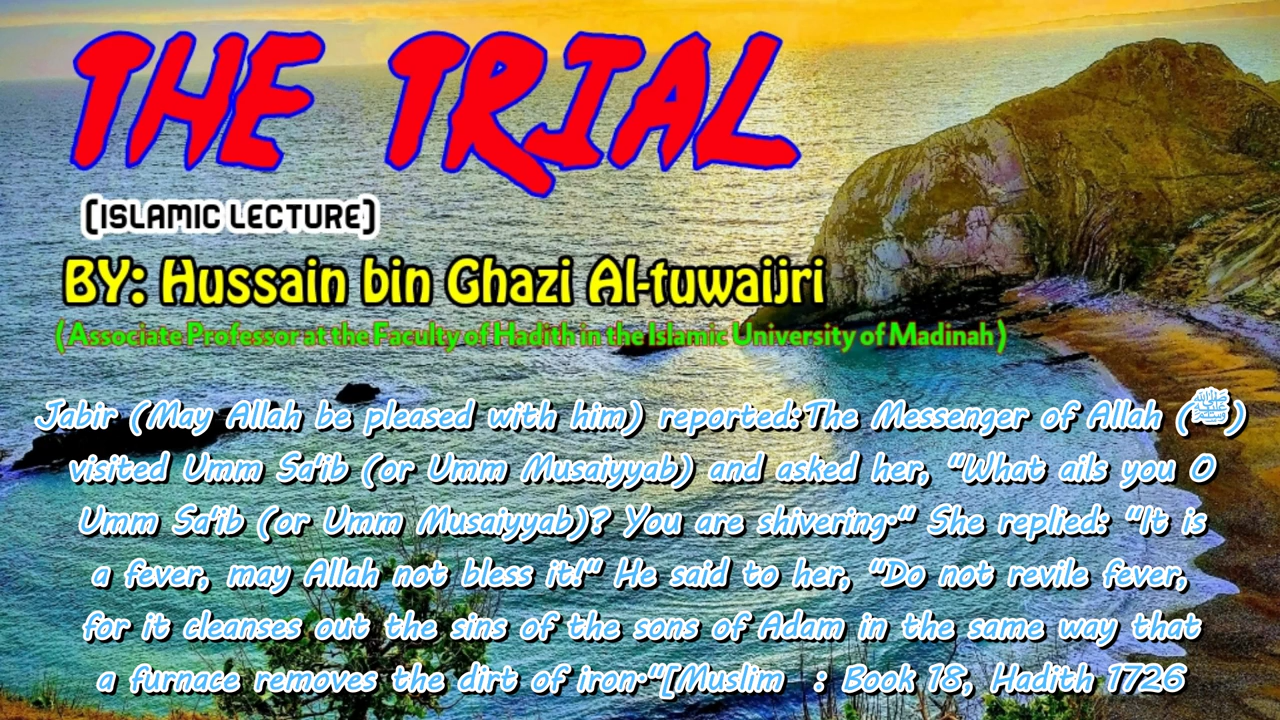 THE TRIAL
(ISLAMIC LECTURE)
BY: Hussain bin Ghazi Al-tuwaijri
(Associate Professor at the Faculty of Hadith in the Islamic University of Madinah)
Jabir (May Allah be pleased with him) reported:The Messenger of Allah (ﷺ)
visited Umm Sa'ib (or Umm Musaiyyab) and asked her, "What ails you O
Umm Sa'ib (or Umm Musaiyyab)? You are shivering." She replied: "It is
a fever, may Allah not bless it!" He said to her, "Do not revile fever,
for it cleanses out the sins of the sons of Adam in the same way that
a furnace removes the dirt of iron."[Muslim : Book 18, Hadith 1726